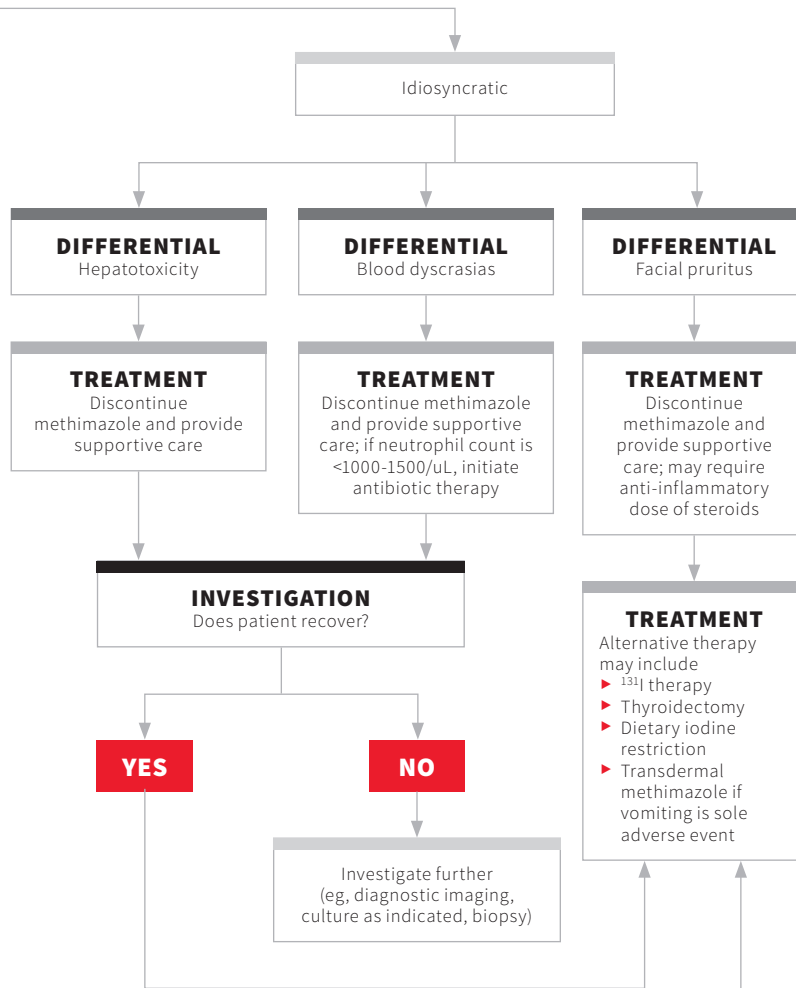 Idiosyncratic
DIFFERENTIAL
Hepatotoxicity
DIFFERENTIAL
Blood dyscrasias
DIFFERENTIAL
Facial pruritus
TREATMENT
Discontinue
methimazole and provide
supportive care
TREATMENT
Discontinue methimazole
and provide supportive
care; if neutrophil count is
<1000-1500/uL, initiate
antibiotic therapy
TREATMENT
Discontinue
methimazole and
provide supportive
care; may require
anti-inflammatory
dose of steroids
INVESTIGATION
Does patient recover?
TREATMENT
Alternative therapy
may include
▶ ¹³¹I therapy
▶ Thyroidectomy
▶ Dietary iodine
restriction
▶ Transdermal
methimazole if
vomiting is sole
adverse event
YES
NO
Investigate further
(eg, diagnostic imaging,
culture as indicated, biopsy)